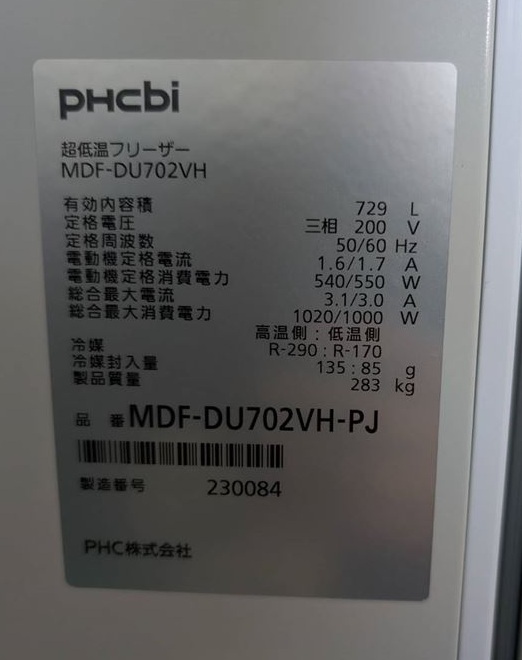 PHCbi
超低温フリーザー
MDF-DU702VH
有効内容積 729 L
定格電圧 三相 200 V
定格周波数 50/60 Hz
電動機定格電流 1.6/1.7 A
電動機定格消費電力 540/550 W
総合最大電流 3.1/3.0 A
総合最大消費電力 1020/1000 W
高温側:低温側
冷媒 R-290:R-170
冷媒封入量 135:85 g
製品質量 283 kg
品番 MDF-DU702VH-PJ
製造番号 230084
PHC株式会社